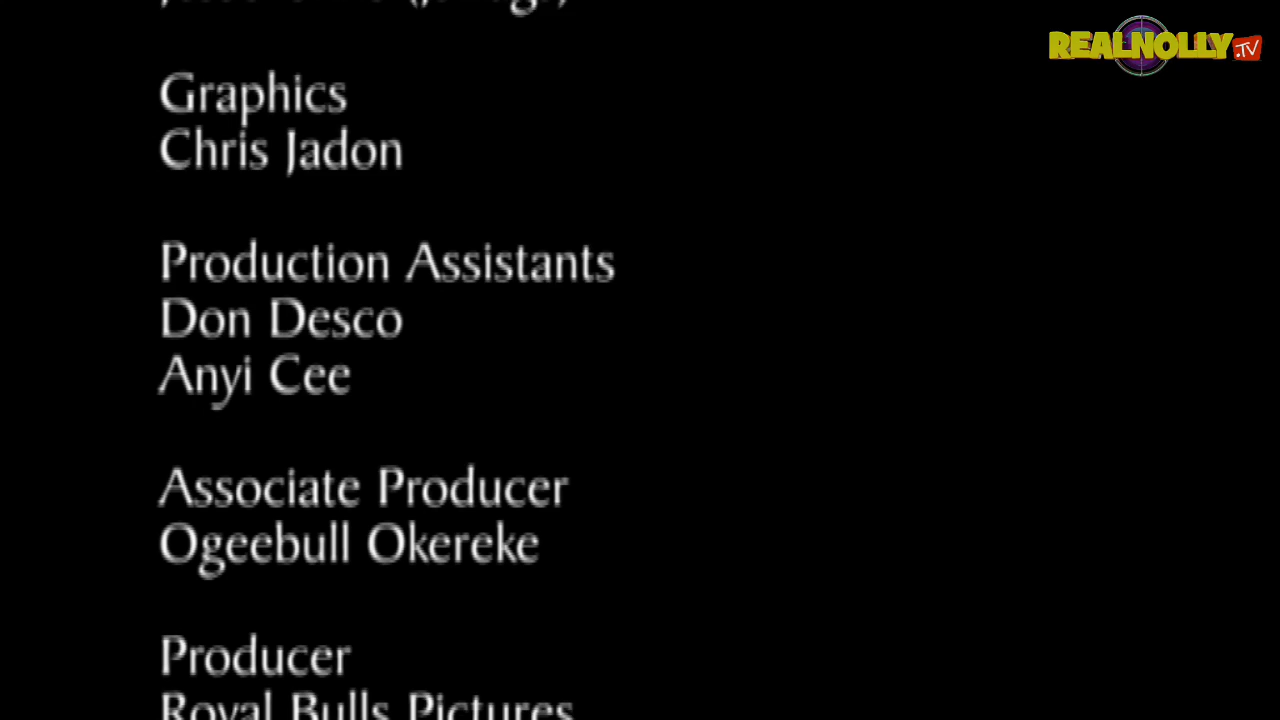 REALNOLLY.TV
Graphics
Chris Jadon
Production Assistants
Don Desco
Anyi Cee
Associate Producer
Ogeebull Okereke
Producer
Royal Bulls Pictures